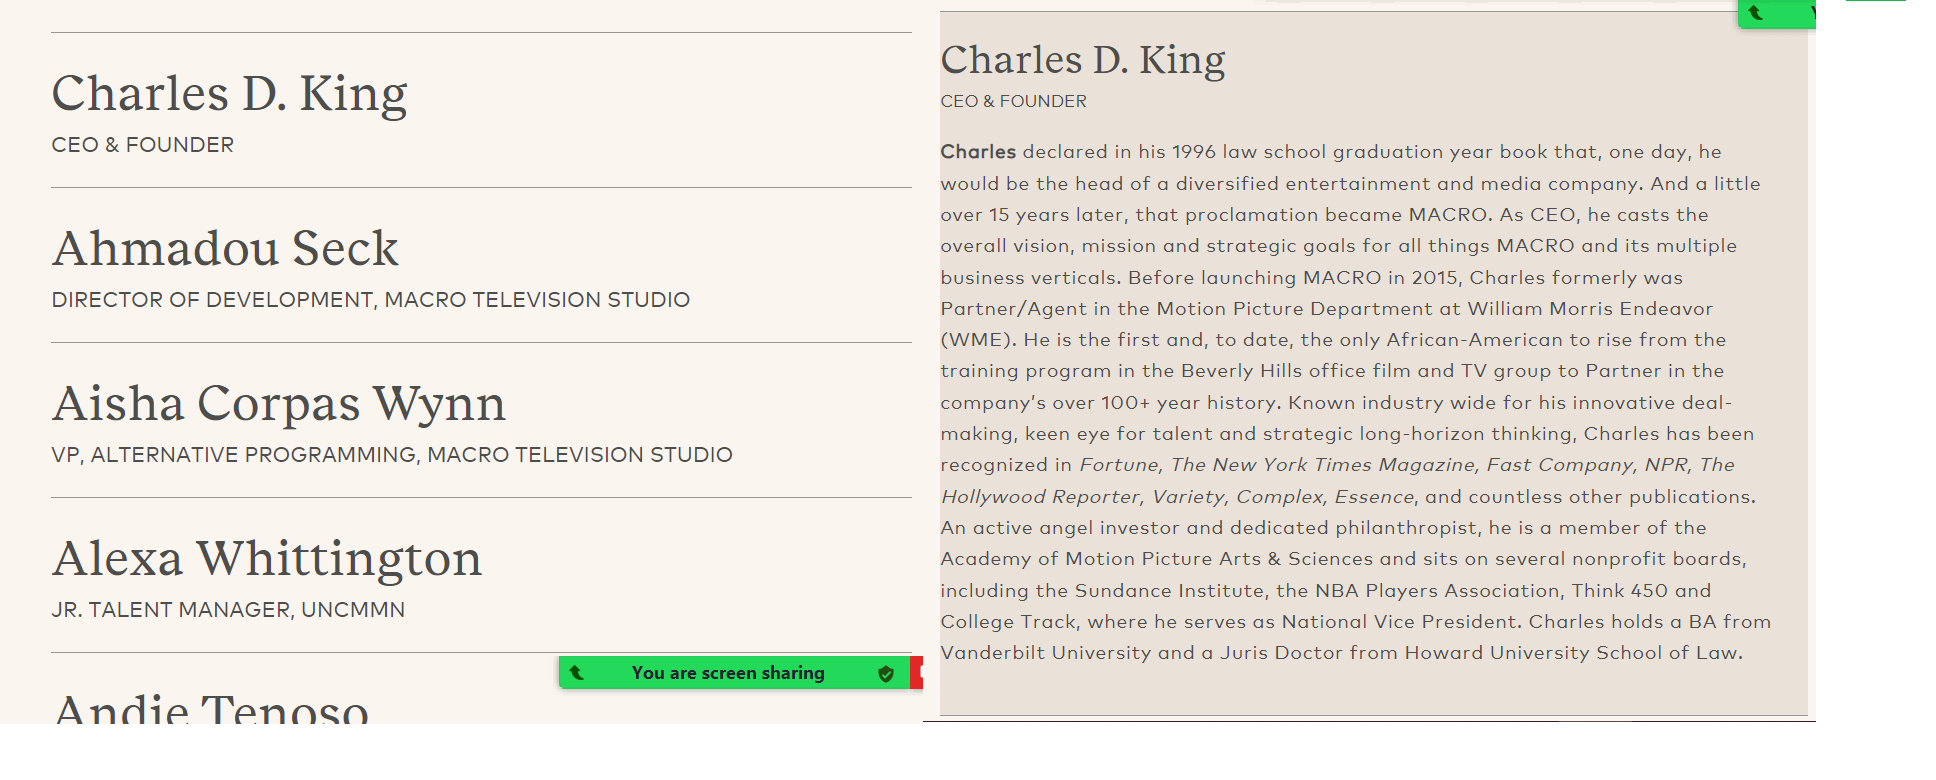 Charles D. King
CEO & FOUNDER
Ahmadou Seck
DIRECTOR OF DEVELOPMENT, MACRO TELEVISION STUDIO
Aisha Corpas Wynn
VP, ALTERNATIVE PROGRAMMING, MACRO TELEVISION STUDIO
Alexa Whittington
JR. TALENT MANAGER, UNCMMN
You are screen sharing
Andie Tenoso
Charles D. King
CEO & FOUNDER
Charles declared in his 1996 law school graduation year book that, one day, he
would be the head of a diversified entertainment and media company. And a little
over 15 years later, that proclamation became MACRO. As CEO, he casts the
overall vision, mission and strategic goals for all things MACRO and its multiple
business verticals. Before launching MACRO in 2015, Charles formerly was
Partner/Agent in the Motion Picture Department at William Morris Endeavor
(WME). He is the first and, to date, the only African-American to rise from the
training program in the Beverly Hills office film and TV group to Partner in the
company's over 100+ year history. Known industry wide for his innovative deal-
making, keen eye for talent and strategic long-horizon thinking, Charles has been
recognized in Fortune, The New York Times Magazine, Fast Company, NPR, The
Hollywood Reporter, Variety, Complex, Essence, and countless other publications.
An active angel investor and dedicated philanthropist, he is a member of the
Academy of Motion Picture Arts & Sciences and sits on several nonprofit boards,
including the Sundance Institute, the NBA Players Association, Think 450 and
College Track, where he serves as National Vice President. Charles holds a BA from
Vanderbilt University and a Juris Doctor from Howard University School of Law.